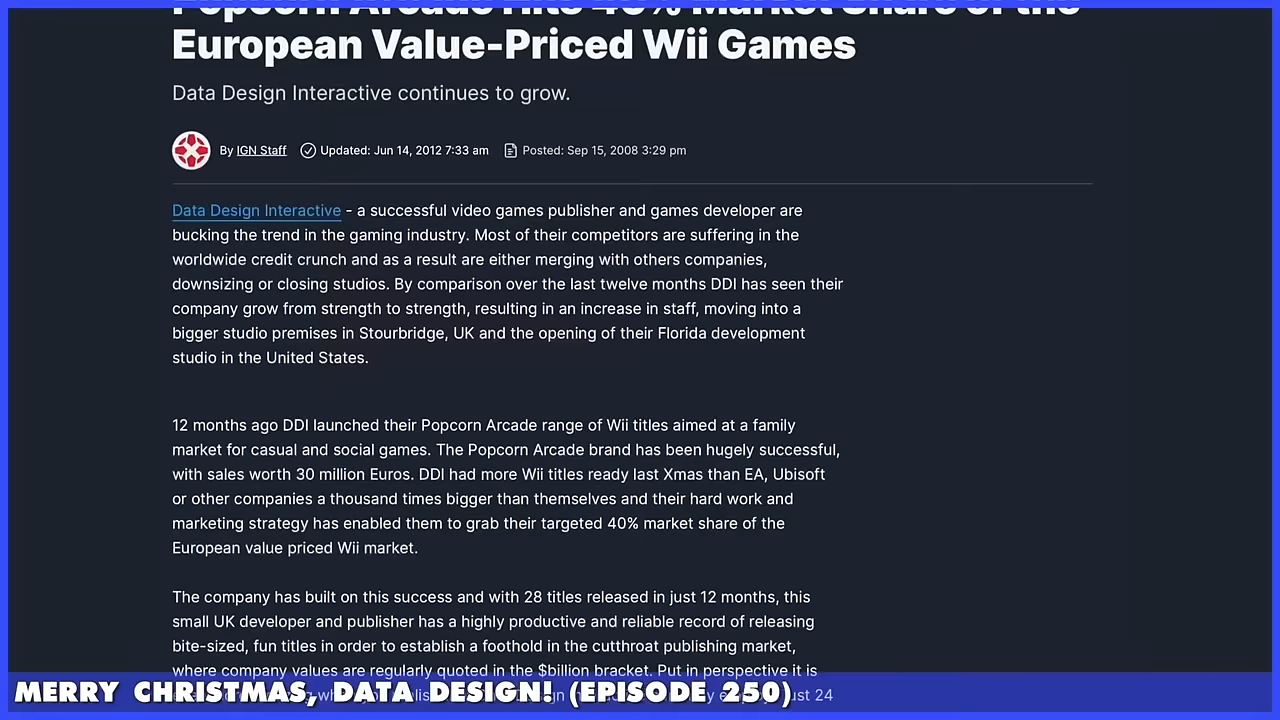 Popcorn Arcade Hits 40% Market Share of the
European Value-Priced Wii Games
Data Design Interactive continues to grow.
By IGN Staff Updated: Jun 14, 2012 7:33 am Posted: Sep 15, 2008 3:29 pm
Data Design Interactive - a successful video games publisher and games developer are
bucking the trend in the gaming industry. Most of their competitors are suffering in the
worldwide credit crunch and as a result are either merging with others companies,
downsizing or closing studios. By comparison over the last twelve months DDI has seen their
company grow from strength to strength, resulting in an increase in staff, moving into a
bigger studio premises in Stourbridge, UK and the opening of their Florida development
studio in the United States.
12 months ago DDI launched their Popcorn Arcade range of Wii titles aimed at a family
market for casual and social games. The Popcorn Arcade brand has been hugely successful,
with sales worth 30 million Euros. DDI had more Wii titles ready last Xmas than EA, Ubisoft
or other companies a thousand times bigger than themselves and their hard work and
marketing strategy has enabled them to grab their targeted 40% market share of the
European value priced Wii market.
The company has built on this success and with 28 titles released in just 12 months, this
small UK developer and publisher has a highly productive and reliable record of releasing
bite-sized, fun titles in order to establish a foothold in the cutthroat publishing market,
where company values are regularly quoted in the $billion bracket. Put in perspective it is
24
MERRY CHRISTMAS, DATA DESIGN! (EPISODE 250)